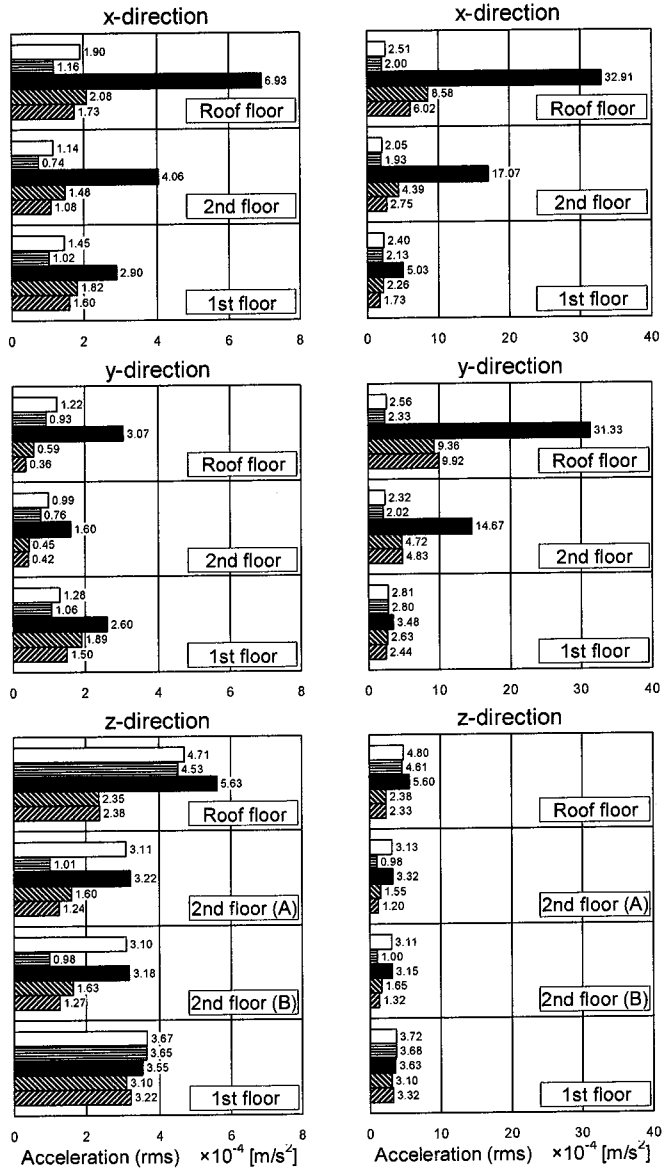 x-direction
1.90
1.16
6.93
2.08
1.73
Roof floor
1.14
0.74
4.06
1.48
1.08
2nd floor
1.45
1.02
2.90
1.82
1.60
1st floor
0 2 4 6 8
x-direction
2.51
2.00
32.91
8.58
6.02
Roof floor
2.05
1.93
17.07
4.39
2.75
2nd floor
2.40
2.13
5.03
2.26
1.73
1st floor
0 10 20 30 40
y-direction
1.22
0.93
3.07
0.59
0.36
Roof floor
0.99
0.76
1.60
0.45
0.42
2nd floor
1.28
1.06
2.60
1.89
1.50
1st floor
0 2 4 6 8
y-direction
2.56
2.33
31.33
9.36
9.92
Roof floor
2.32
2.02
14.67
4.72
4.83
2nd floor
2.81
2.80
3.48
2.63
2.44
1st floor
0 10 20 30 40
z-direction
4.71
4.53
5.63
2.35
2.38
Roof floor
3.11
1.01
3.22
1.60
1.24
2nd floor (A)
3.10
0.98
3.18
1.63
1.27
2nd floor (B)
3.67
3.65
3.55
3.10
3.22
1st floor
0 2 4 6 8
Acceleration (rms) ×10⁻⁴ [m/s²]
z-direction
4.80
4.61
5.60
2.38
2.33
Roof floor
3.13
0.98
3.32
1.55
1.20
2nd floor (A)
3.11
1.00
3.15
1.65
1.32
2nd floor (B)
3.72
3.68
3.63
3.10
3.32
1st floor
0 10 20 30 40
Acceleration (rms) ×10⁻⁴ [m/s²]